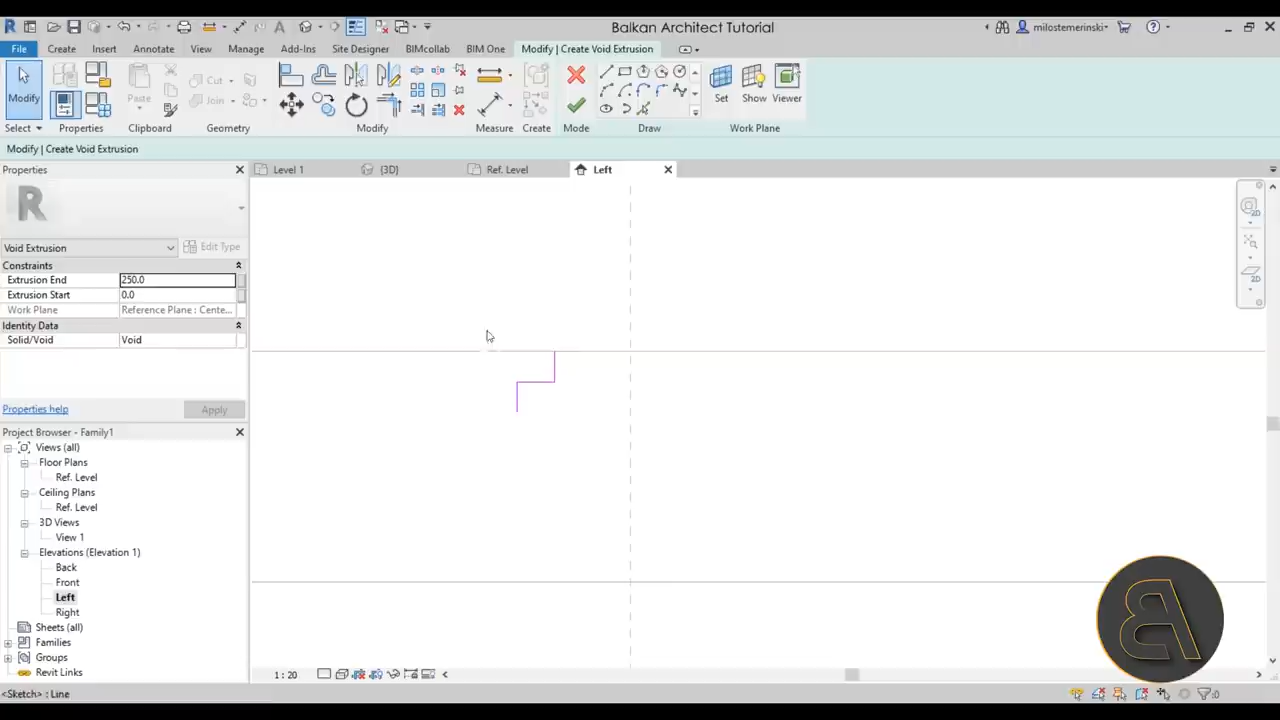 Balkan Architect Tutorial
milostemerinski
File Create Insert Annotate View Manage Add-Ins Site Designer BIMcollab BIM One Modify | Create Void Extrusion
Modify
Paste
Cut
Join
Set Show Viewer
Select Properties Clipboard Geometry Modify Measure Create Mode Draw Work Plane
Modify | Create Void Extrusion
Properties
Level 1 {3D} Ref. Level Left
Void Extrusion Edit Type
Constraints
Extrusion End 250.0
Extrusion Start 0.0
Work Plane Reference Plane : Cente...
Identity Data
Solid/Void Void
Properties help Apply
Project Browser - Family1
Views (all)
Floor Plans
Ref. Level
Ceiling Plans
Ref. Level
3D Views
View 1
Elevations (Elevation 1)
Back
Front
Left
Right
Sheets (all)
Families
Groups
Revit Links
1 : 20
<Sketch> : Line
:0